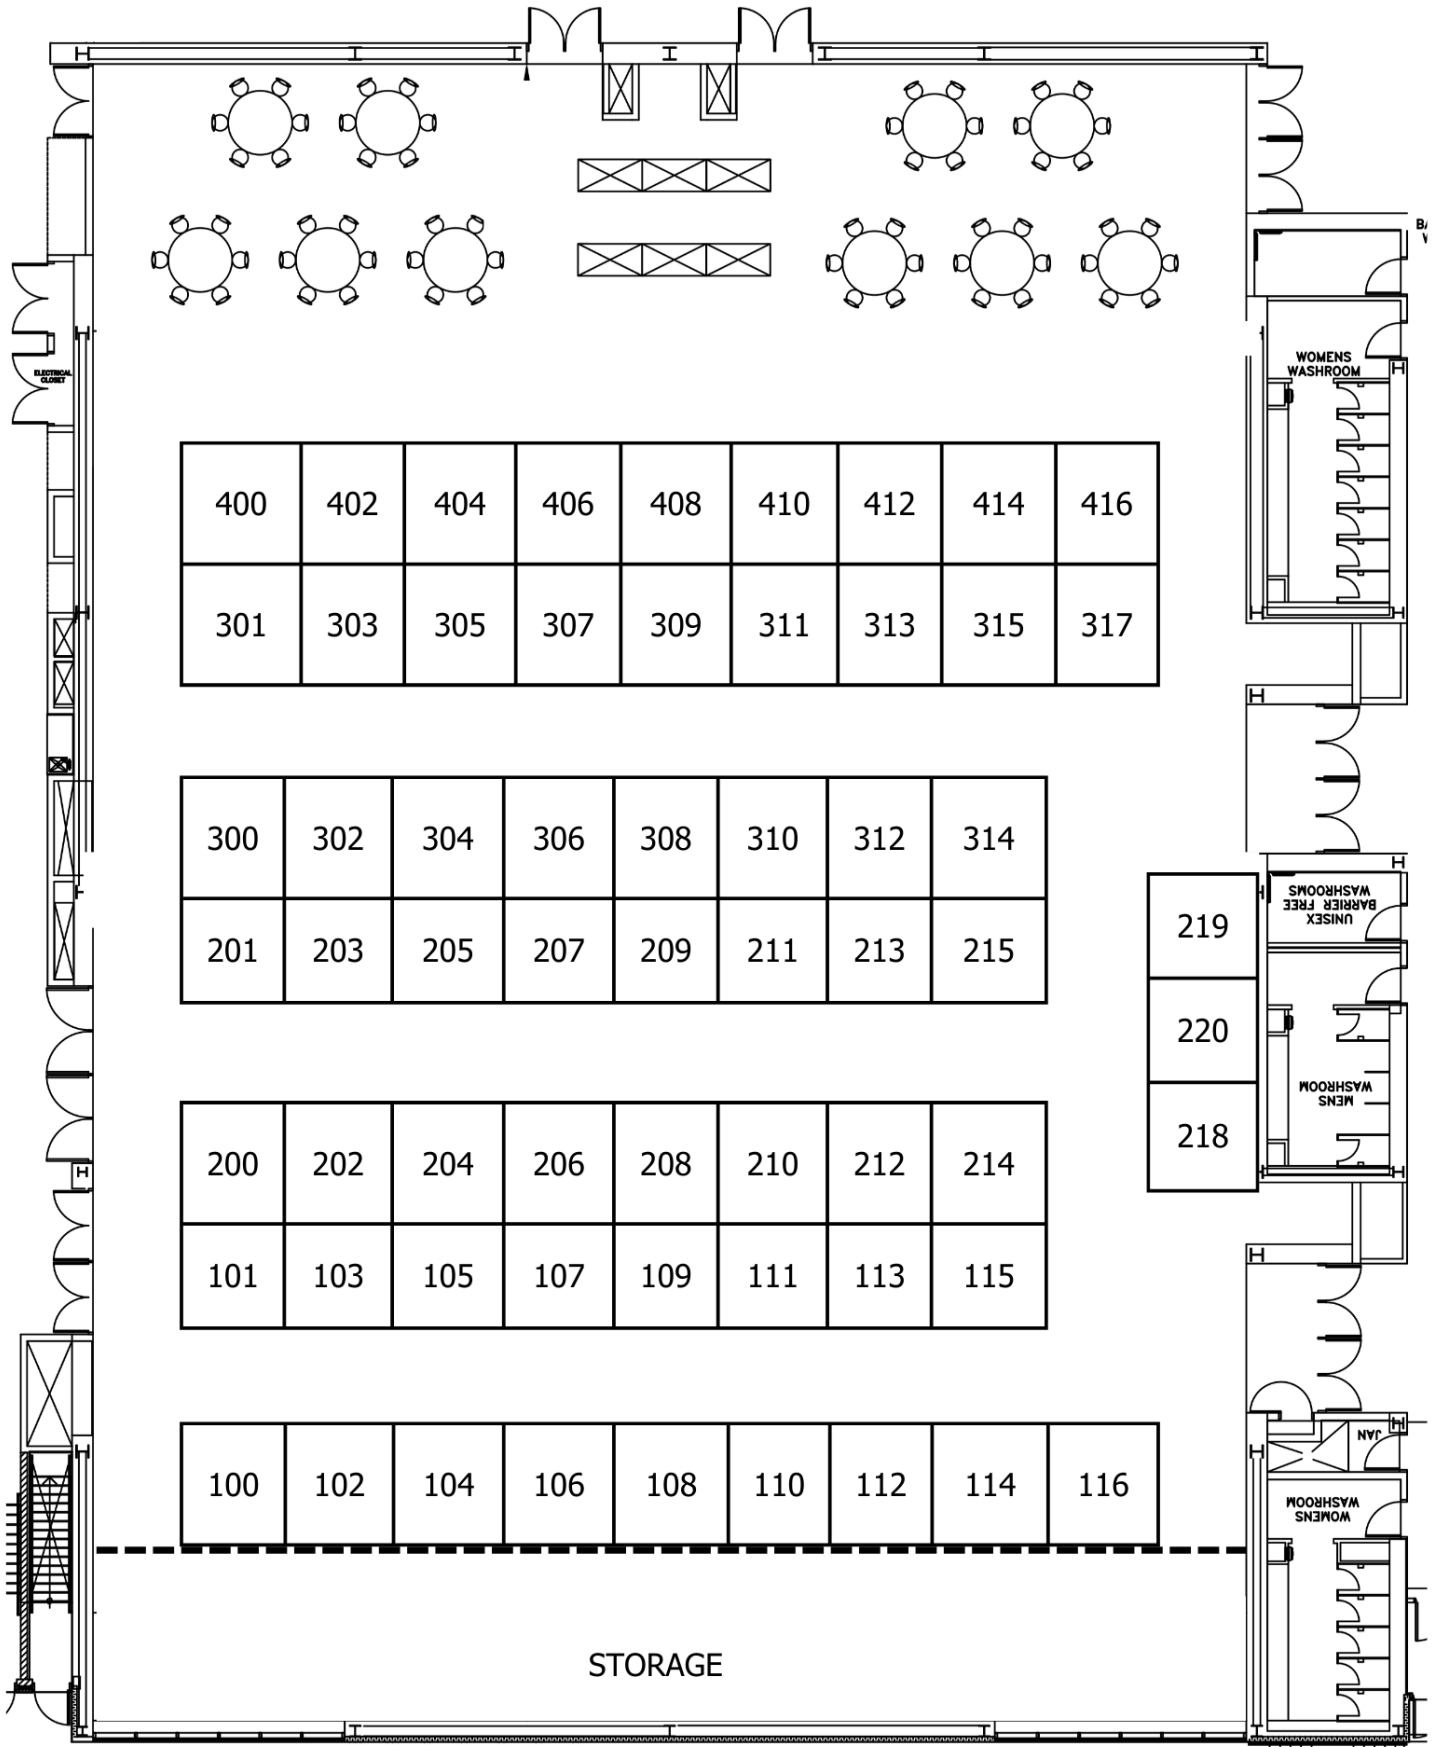 BA
ELECTRICAL
CLOSET
WOMENS
WASHROOM
400 402 404 406 408 410 412 414 416
301 303 305 307 309 311 313 315 317
300 302 304 306 308 310 312 314
201 203 205 207 209 211 213 215
219
220
218
UNISEX
BARRIER FREE
WASHROOMS
MENS
WASHROOM
200 202 204 206 208 210 212 214
101 103 105 107 109 111 113 115
100 102 104 106 108 110 112 114 116
JAN
WOMENS
WASHROOM
STORAGE